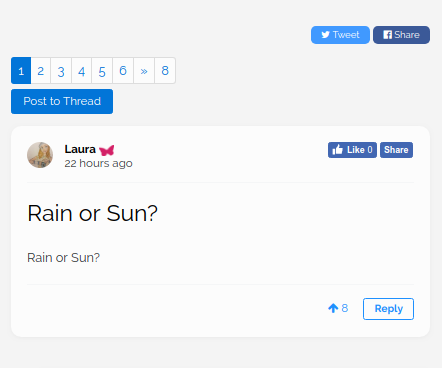 Tweet Share
1 2 3 4 5 6 » 8
Post to Thread
Laura
22 hours ago
Like 0 Share
Rain or Sun?
Rain or Sun?
8 Reply